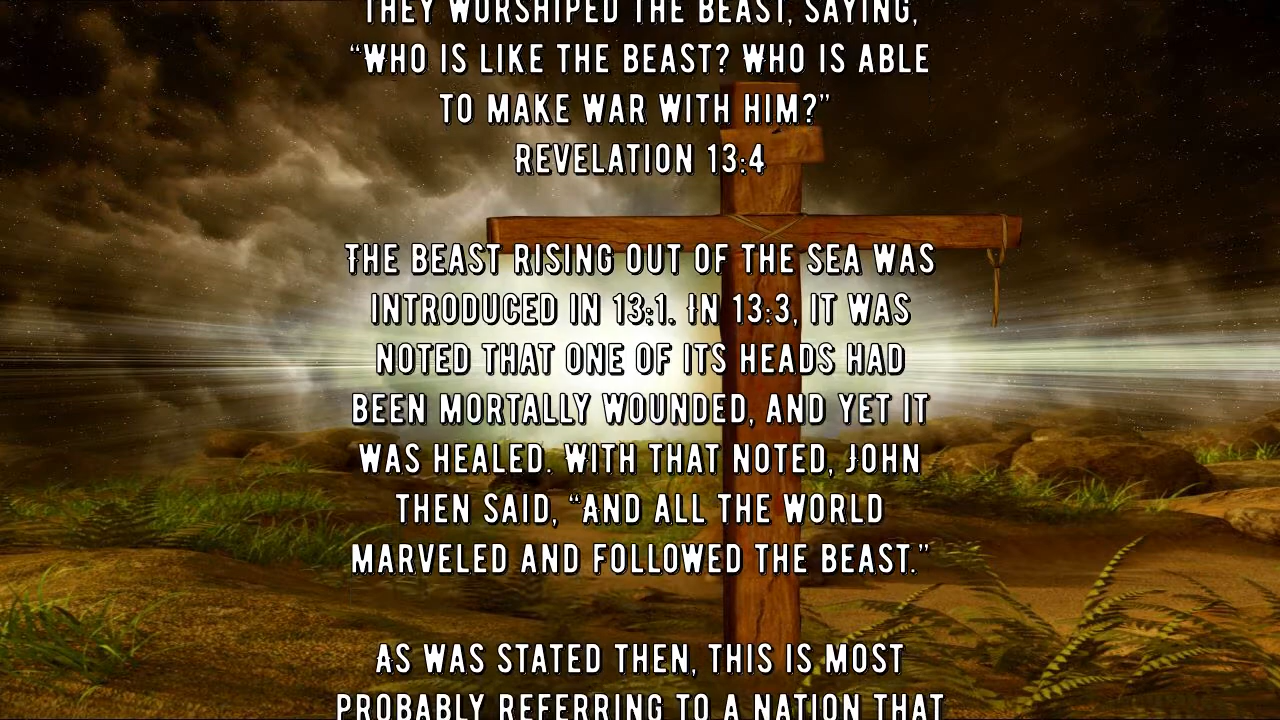 THEY WORSHIPED THE BEAST, SAYING,
“WHO IS LIKE THE BEAST? WHO IS ABLE
TO MAKE WAR WITH HIM?”
REVELATION 13:4
THE BEAST RISING OUT OF THE SEA WAS
INTRODUCED IN 13:1. IN 13:3, IT WAS
NOTED THAT ONE OF ITS HEADS HAD
BEEN MORTALLY WOUNDED, AND YET IT
WAS HEALED. WITH THAT NOTED, JOHN
THEN SAID, “AND ALL THE WORLD
MARVELED AND FOLLOWED THE BEAST.”
AS WAS STATED THEN, THIS IS MOST
PROBABLY REFERRING TO A NATION THAT